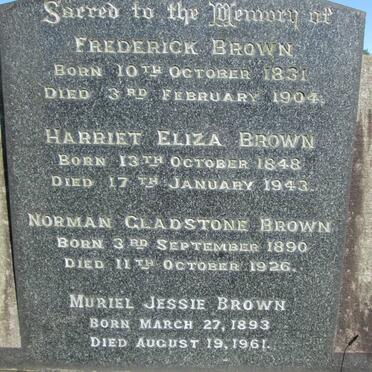 Sacred to the Memory of
FREDERICK BROWN
BORN 10TH OCTOBER 1831
DIED 3RD FEBRUARY 1904.
HARRIET ELIZA BROWN
BORN 13TH OCTOBER 1848
DIED 17TH JANUARY 1943.
NORMAN GLADSTONE BROWN
BORN 3RD SEPTEMBER 1890
DIED 11TH OCTOBER 1926.
MURIEL JESSIE BROWN
BORN MARCH 27, 1893
DIED AUGUST 19, 1961.